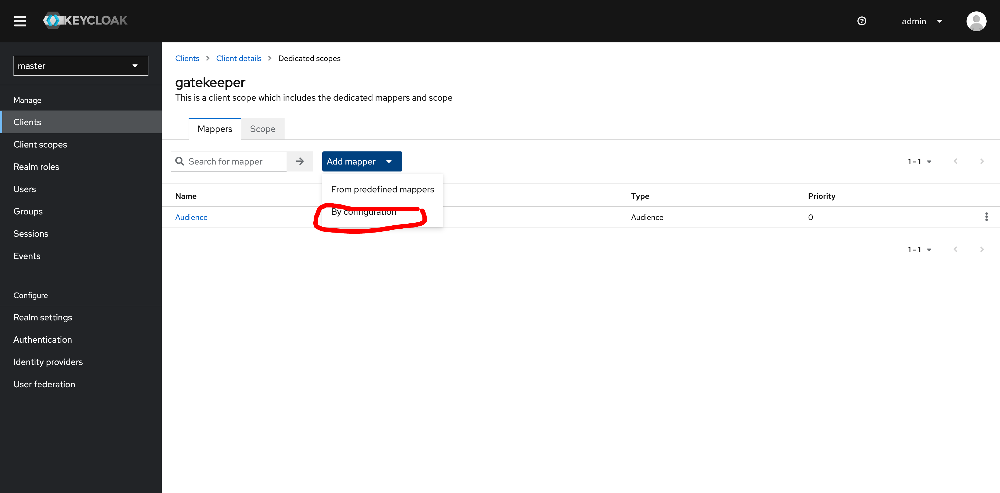 KEYCLOAK
admin
master
Manage
Clients
Client scopes
Realm roles
Users
Groups
Sessions
Events
Configure
Realm settings
Authentication
Identity providers
User federation
Clients Client details Dedicated scopes
gatekeeper
This is a client scope which includes the dedicated mappers and scope
Mappers Scope
Search for mapper Add mapper 1 - 1
From predefined mappers
By configuration
Name Type Priority
Audience Audience 0
1 - 1